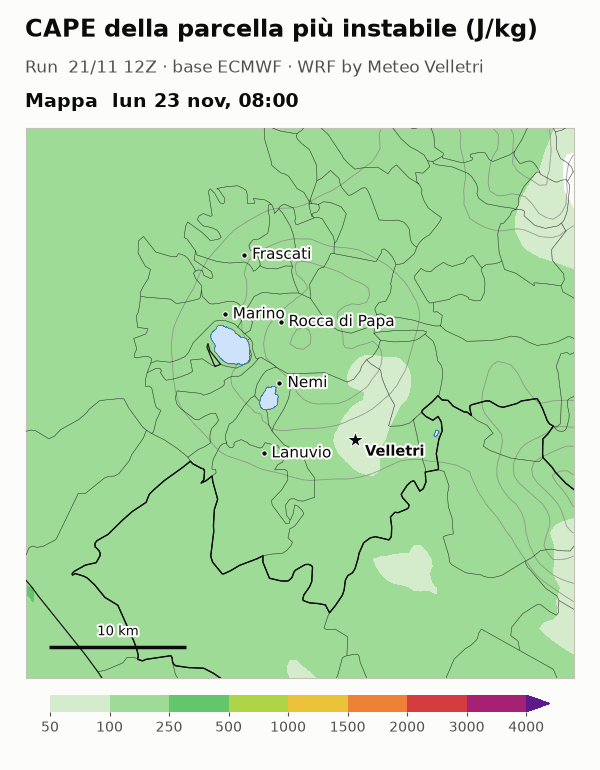 CAPE della parcella più instabile (J/kg)
Run  21/11 12Z · base ECMWF · WRF by Meteo Velletri
Mappa  lun 23 nov, 08:00
Frascati
Marino
Rocca di Papa
Nemi
Velletri
Lanuvio
10 km
50 100 250 500 1000 1500 2000 3000 4000